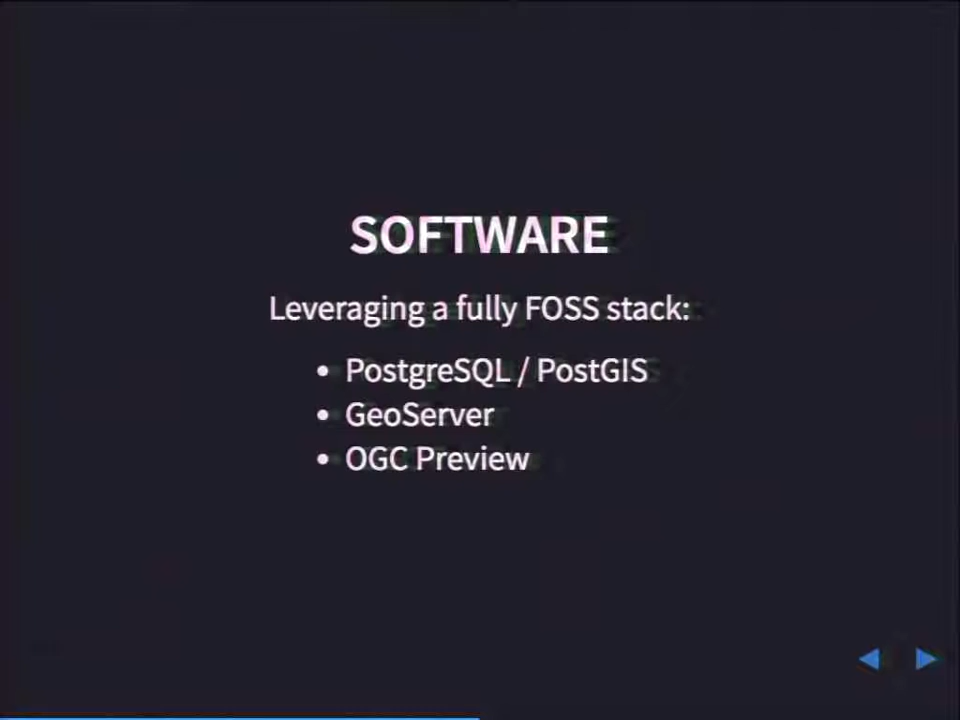 SOFTWARE
Leveraging a fully FOSS stack:
• PostgreSQL / PostGIS
• GeoServer
• OGC Preview